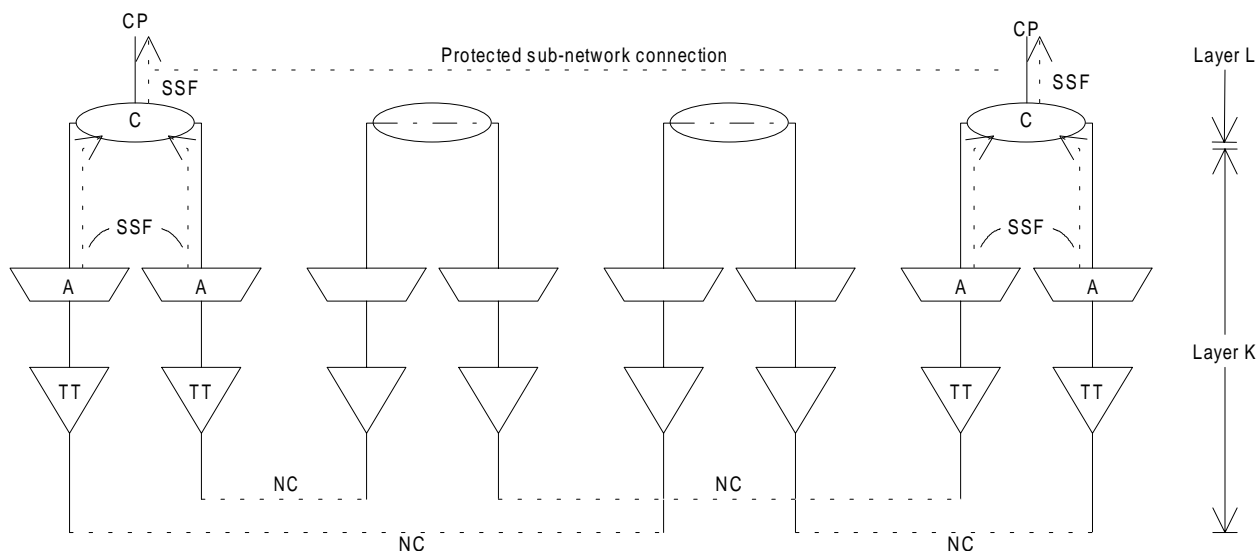 CP
CP
Protected sub-network connection
SSF
SSF
Layer L
C
C
SSF
SSF
A
A
A
A
Layer K
TT
TT
TT
TT
NC
NC
NC
NC